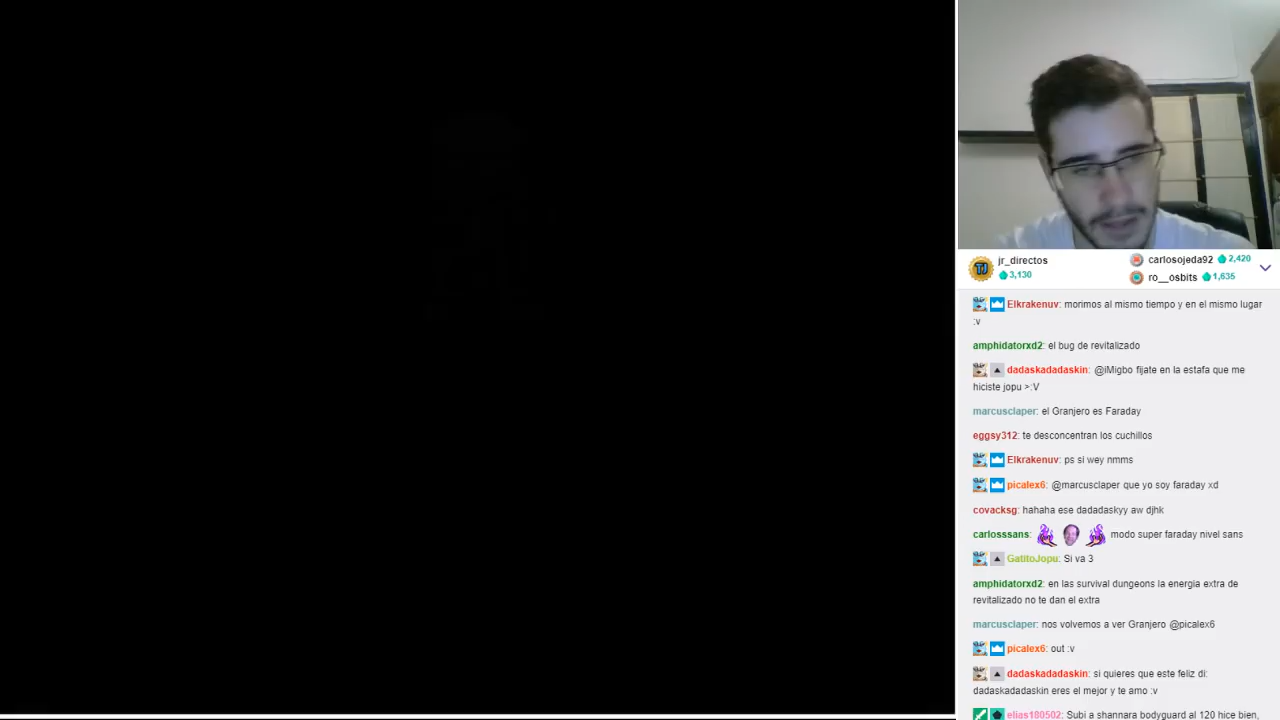 TJ
jr_directos
3,130
carlosojeda92 2,420
ro__osbits 1,635
Elkrakenuv: morimos al mismo tiempo y en el mismo lugar
:v
amphidatorxd2: el bug de revitalizado
dadaskadadaskin: @iMigbo fijate en la estafa que me
hiciste jopu >:V
marcusclaper: el Granjero es Faraday
eggsy312: te desconcentran los cuchillos
Elkrakenuv: ps si wey nmms
picalex6: @marcusclaper que yo soy faraday xd
covacksg: hahaha ese dadadaskyy aw djhk
carlosssans: modo super faraday nivel sans
GatitoJopu: Si va 3
amphidatorxd2: en las survival dungeons la energia extra de
revitalizado no te dan el extra
marcusclaper: nos volvemos a ver Granjero @picalex6
picalex6: out :v
dadaskadadaskin: si quieres que este feliz di:
dadaskadadaskin eres el mejor y te amo :v
elias180502: Subi a shannara bodyguard al 120 hice bien,